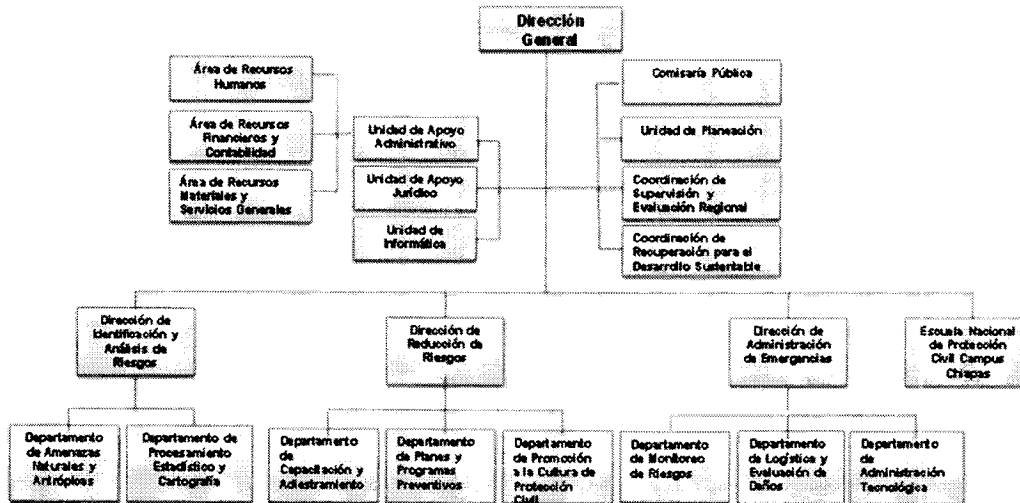 Dirección
General
Área de Recursos
Humanos
Área de Recursos
Financieros y
Contabilidad
Área de Recursos
Materiales y
Servicios Generales
Unidad de Apoyo
Administrativo
Unidad de Apoyo
Jurídico
Unidad de
Informática
Comisaría Pública
Unidad de Planeación
Coordinación de
Supervisión y
Evaluación Regional
Coordinación de
Recuperación para el
Desarrollo Sustentable
Dirección de
Identificación y
Análisis de
Riesgos
Dirección de
Reducción de
Riesgos
Dirección de
Administración
de Emergencias
Escuela Nacional
de Protección
Civil Campus
Chiapas
Departamento
de Amenazas
Naturales y
Antrópicas
Departamento de
Procesamiento
Estadístico y
Cartografía
Departamento
de
Capacitación y
Adiestramiento
Departamento
de Planes y
Programas
Preventivos
Departamento
de Promoción
a la Cultura de
Protección
Civil
Departamento
de Monitoreo
de Riesgos
Departamento
de Logística y
Evaluación de
Daños
Departamento
de
Administración
Tecnológica